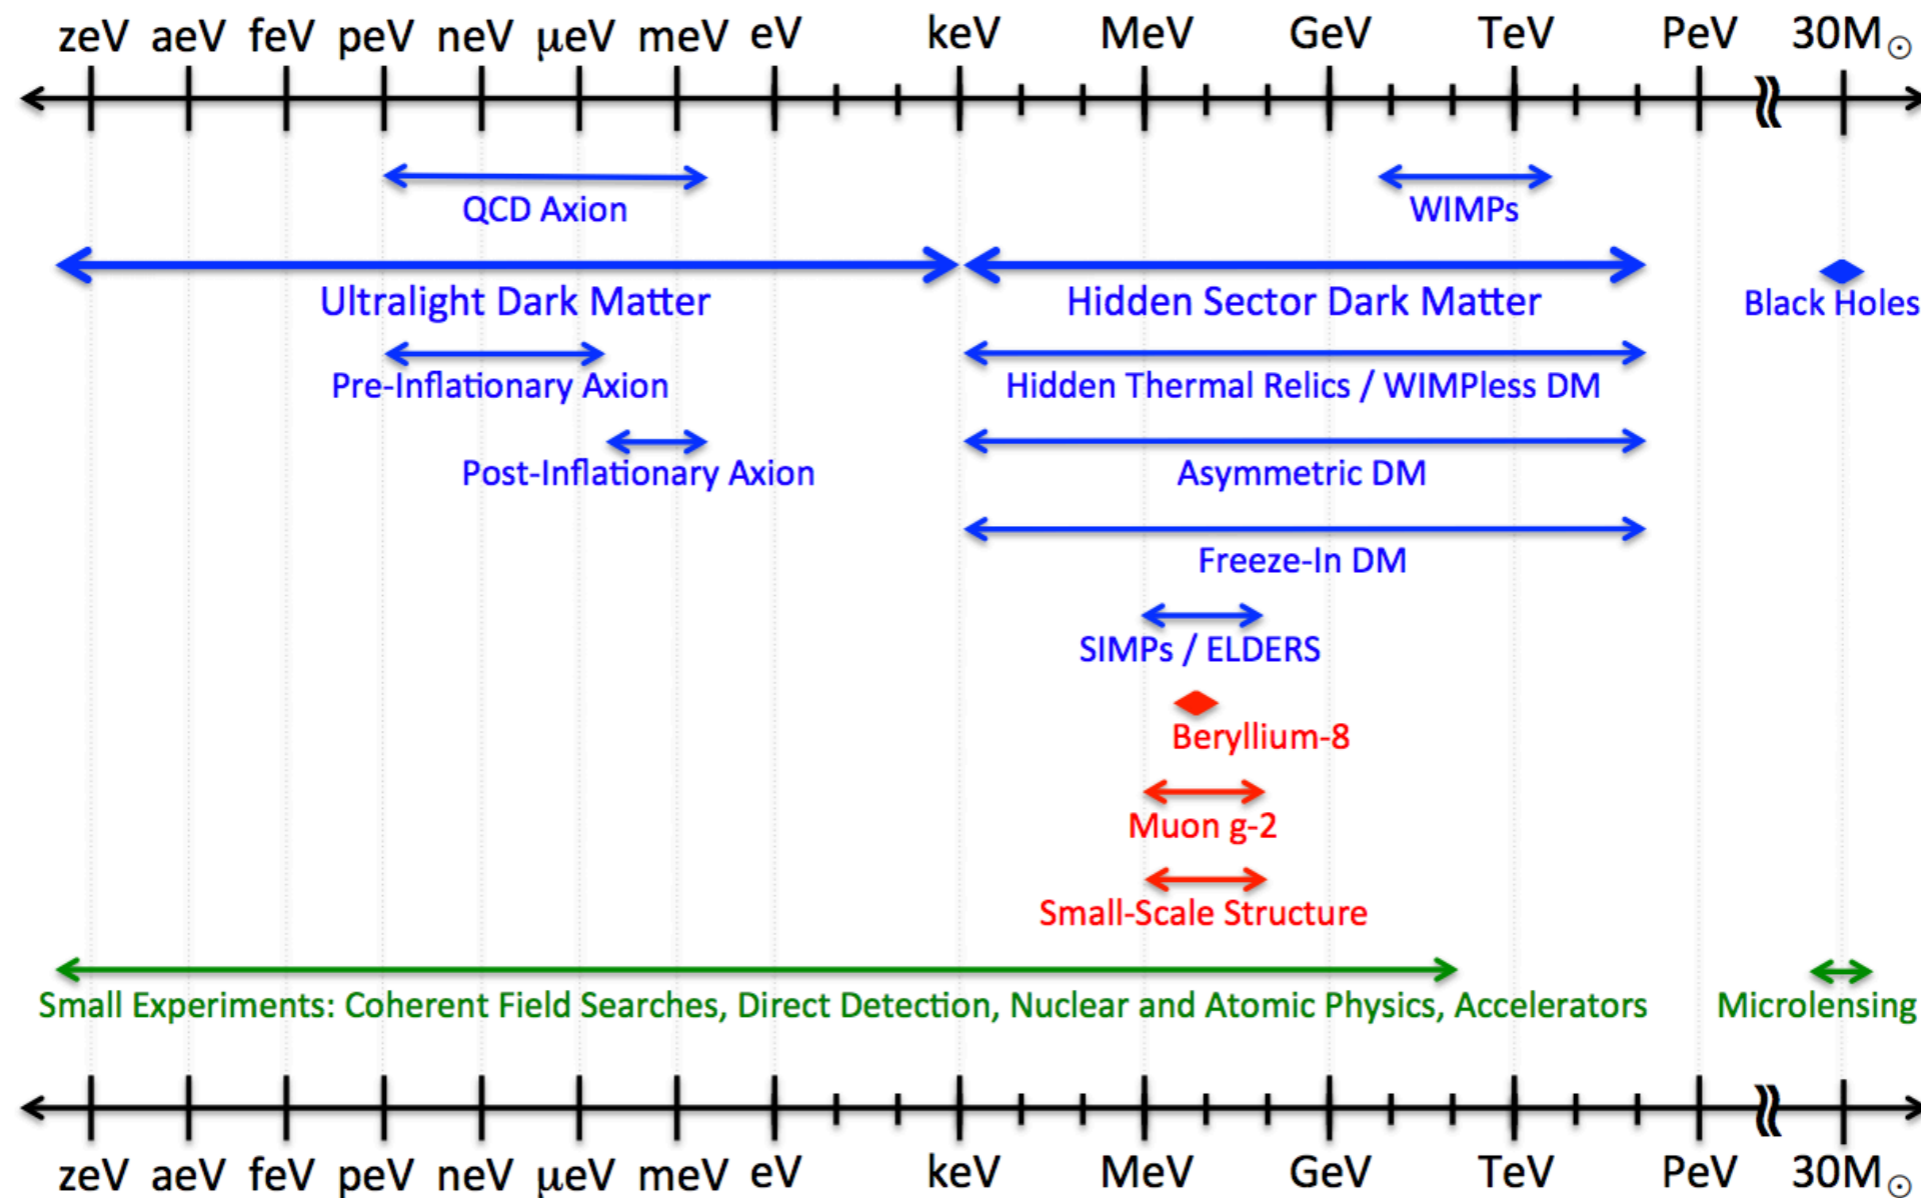 zeV aeV feV peV neV μeV meV eV keV MeV GeV TeV PeV 30M☉
QCD Axion WIMPs
Ultralight Dark Matter Hidden Sector Dark Matter Black Holes
Pre-Inflationary Axion Hidden Thermal Relics / WIMPless DM
Post-Inflationary Axion Asymmetric DM
Freeze-In DM
SIMPs / ELDERS
Beryllium-8
Muon g-2
Small-Scale Structure
Small Experiments: Coherent Field Searches, Direct Detection, Nuclear and Atomic Physics, Accelerators Microlensing
zeV aeV feV peV neV μeV meV eV keV MeV GeV TeV PeV 30M☉